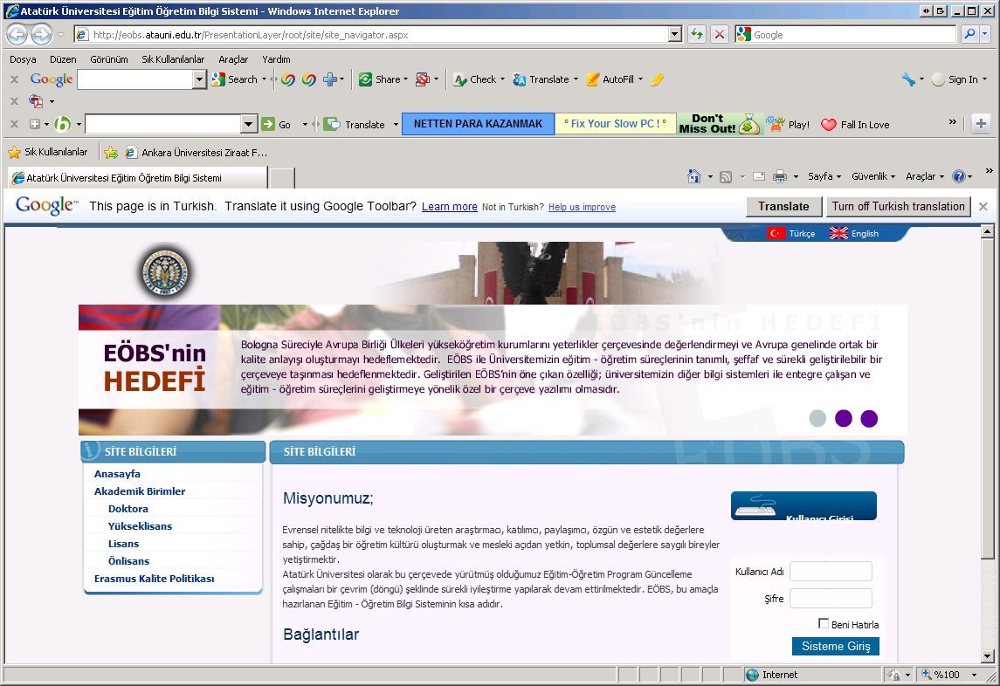 Atatürk Üniversitesi Eğitim Öğretim Bilgi Sistemi - Windows Internet Explorer
http://eobs.atauni.edu.tr/PresentationLayer/root/site/site_navigator.aspx
Google
Dosya Düzen Görünüm Sık Kullanılanlar Araçlar Yardım
Google Search Share Check Translate AutoFill Sign In
Go Translate NETTEN PARA KAZANMAK ° Fix Your Slow PC ! ° Don't Miss Out! Play! Fall In Love
Sık Kullanılanlar Ankara Üniversitesi Ziraat F...
Atatürk Üniversitesi Eğitim Öğretim Bilgi Sistemi Sayfa Güvenlik Araçlar
Google™ This page is in Turkish. Translate it using Google Toolbar? Learn more Not in Turkish? Help us improve Translate Turn off Turkish translation
Türkçe English
EÖBS'nin HEDEFİ
EÖBS'nin
HEDEFİ
Bologna Süreciyle Avrupa Birliği Ülkeleri yükseköğretim kurumlarını yeterlikler çerçevesinde değerlendirmeyi ve Avrupa genelinde ortak bir
kalite anlayışı oluşturmayı hedeflemektedir. EÖBS ile Üniversitemizin eğitim - öğretim süreçlerinin tanımlı, şeffaf ve sürekli geliştirilebilir bir
çerçeveye taşınması hedeflenmektedir. Geliştirilen EÖBS'nin öne çıkan özelliği; üniversitemizin diğer bilgi sistemleri ile entegre çalışan ve
eğitim - öğretim süreçlerini geliştirmeye yönelik özel bir çerçeve yazılımı olmasıdır.
SİTE BİLGİLERİ
Anasayfa
Akademik Birimler
Doktora
Yükseklisans
Lisans
Önlisans
Erasmus Kalite Politikası
SİTE BİLGİLERİ
EÖBS
Misyonumuz;
Evrensel nitelikte bilgi ve teknoloji üreten araştırmacı, katılımcı, paylaşımcı, özgün ve estetik değerlere
sahip, çağdaş bir öğretim kültürü oluşturmak ve mesleki açıdan yetkin, toplumsal değerlere saygılı bireyler
yetiştirmektir.
Atatürk Üniversitesi olarak bu çerçevede yürütmüş olduğumuz Eğitim-Öğretim Program Güncelleme
çalışmaları bir çevrim (döngü) şeklinde sürekli iyileştirme yapılarak devam ettirilmektedir. EÖBS, bu amaçla
hazırlanan Eğitim - Öğretim Bilgi Sisteminin kısa adıdır.
Bağlantılar
Kullanıcı Girişi
Kullanıcı Adı
Şifre
Beni Hatırla
Sisteme Giriş
Internet %100